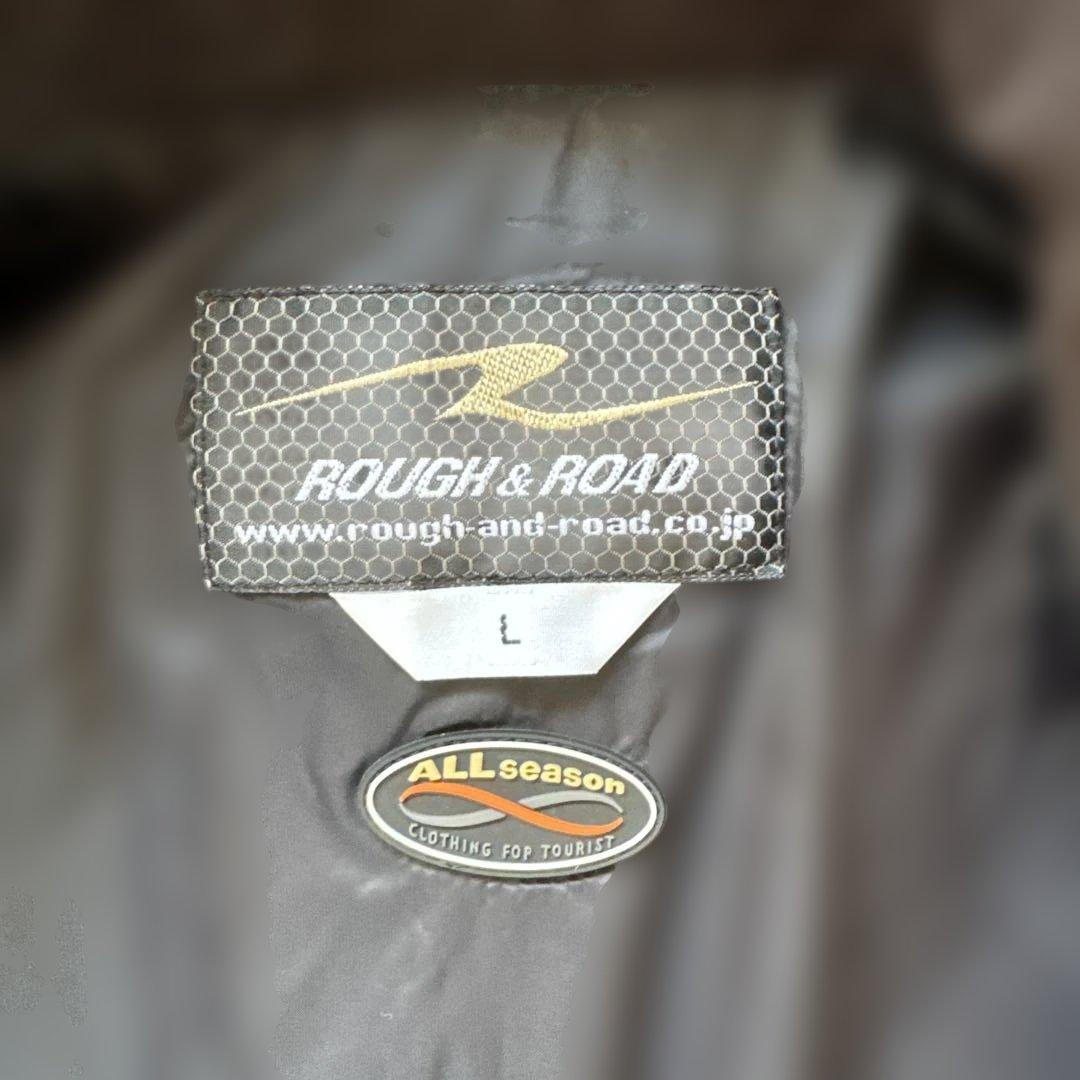 ROUGH & ROAD
www.rough-and-road.co.jp
L
ALL season
CLOTHING FOR TOURIST